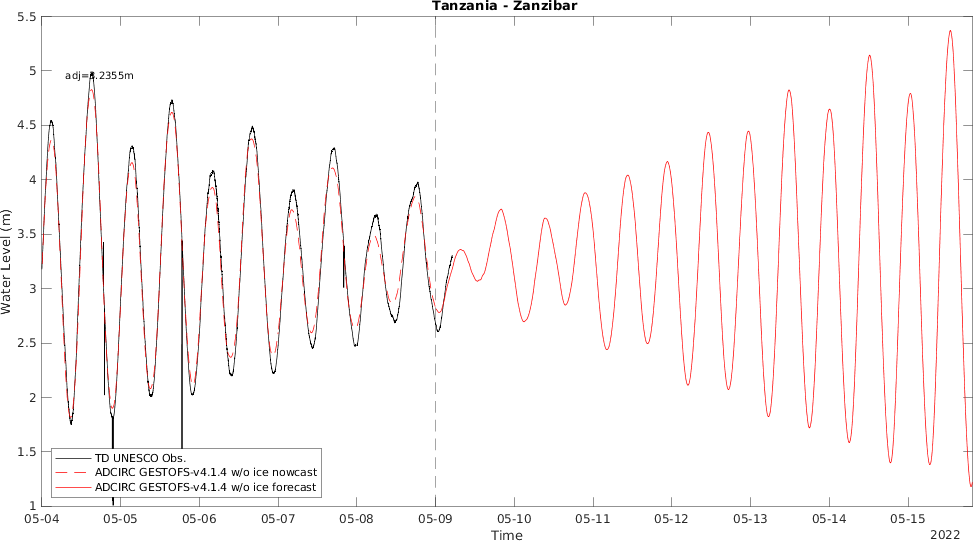 Tanzania - Zanzibar
5.5
5
4.5
4
3.5
3
2.5
2
1.5
1
Water Level (m)
TD UNESCO Obs.
ADCIRC GESTOFS-v4.1.4 w/o ice nowcast
ADCIRC GESTOFS-v4.1.4 w/o ice forecast
05-04 05-05 05-06 05-07 05-08 05-09 05-10 05-11 05-12 05-13 05-14 05-15
Time
2022